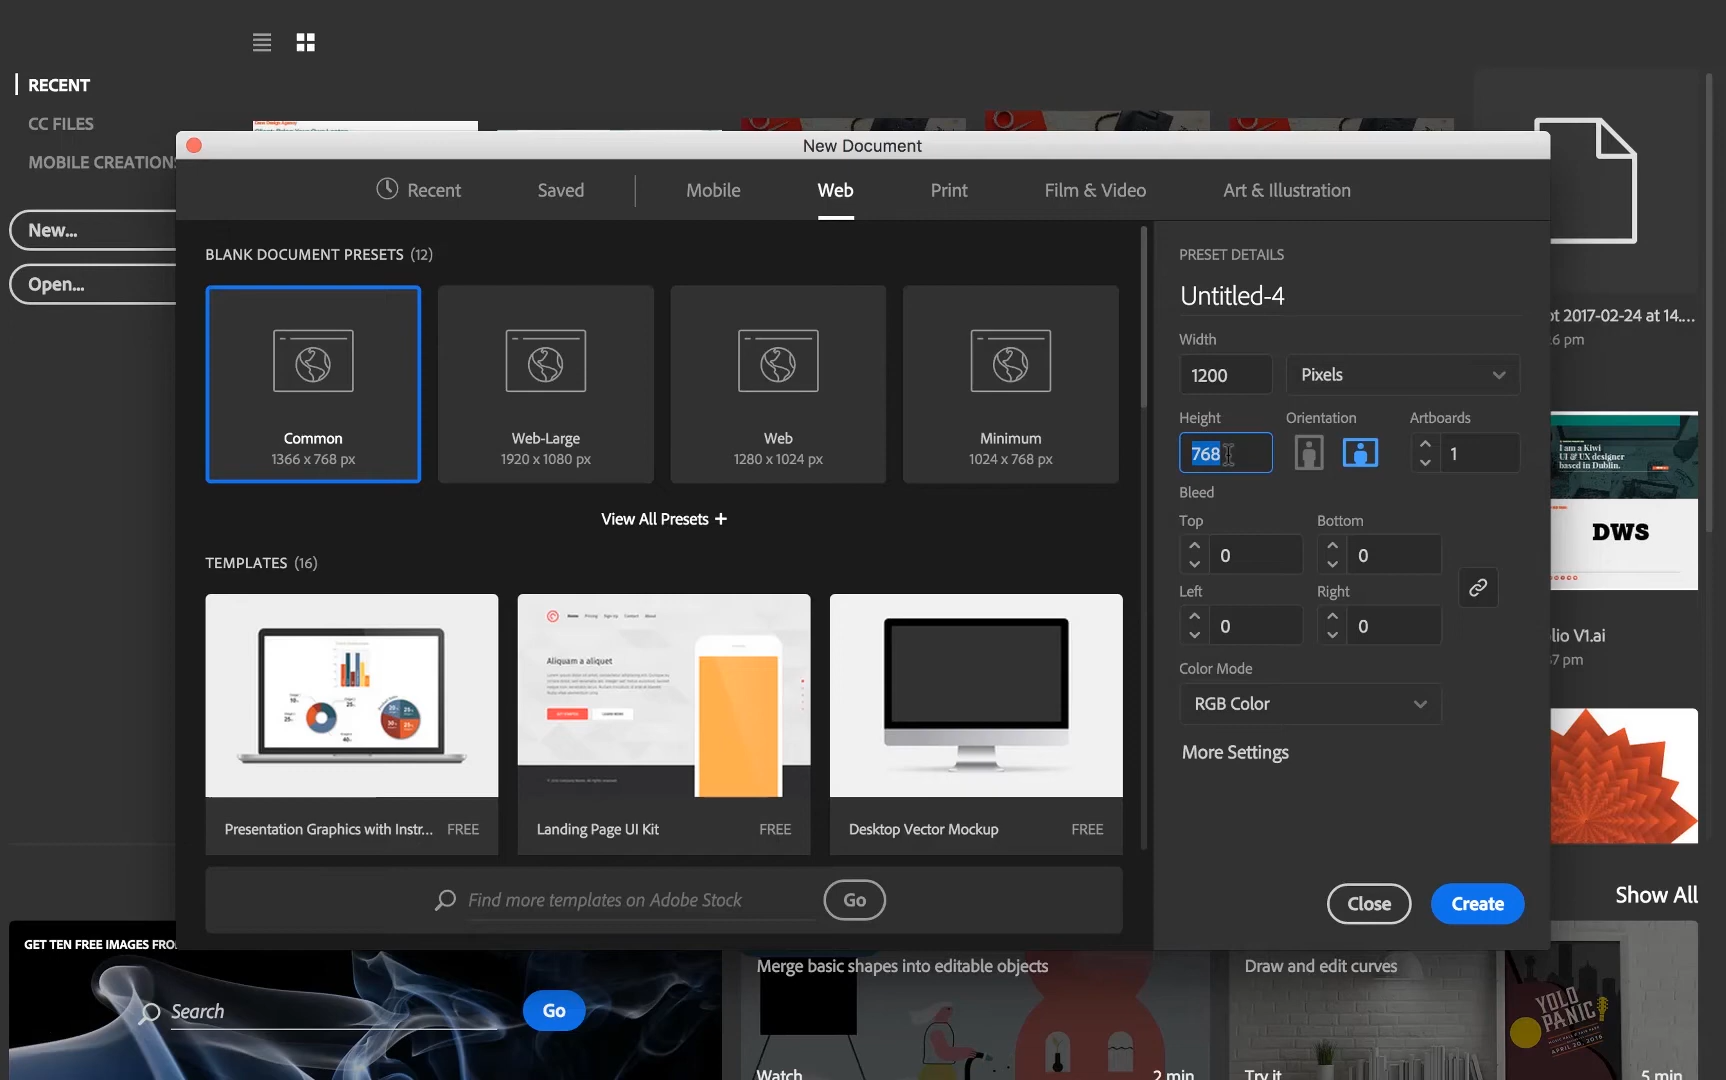 RECENT
CC FILES
MOBILE CREATIONS
New...
Open...
New Document
Recent
Saved
Mobile
Web
Print
Film & Video
Art & Illustration
BLANK DOCUMENT PRESETS (12)
Common
1366 x 768 px
Web-Large
1920 x 1080 px
Web
1280 x 1024 px
Minimum
1024 x 768 px
View All Presets +
TEMPLATES (16)
Aliquam a aliquet
Presentation Graphics with Instr... FREE
Landing Page UI Kit FREE
Desktop Vector Mockup FREE
Find more templates on Adobe Stock
Go
PRESET DETAILS
Untitled-4
Width
1200
Pixels
Height
Orientation
Artboards
768
1
Bleed
Top
Bottom
0
0
Left
Right
0
0
Color Mode
RGB Color
More Settings
Close
Create
ot 2017-02-24 at 14....
6 pm
I am a Kiwi
UI & UX designer
based in Dublin.
DWS
lio V1.ai
7 pm
Show All
GET TEN FREE IMAGES FRO
Search
Go
Merge basic shapes into editable objects
Watch
2 min
Draw and edit curves
YOLO
PANIC
APRIL 20, 2016
Try it
5 min